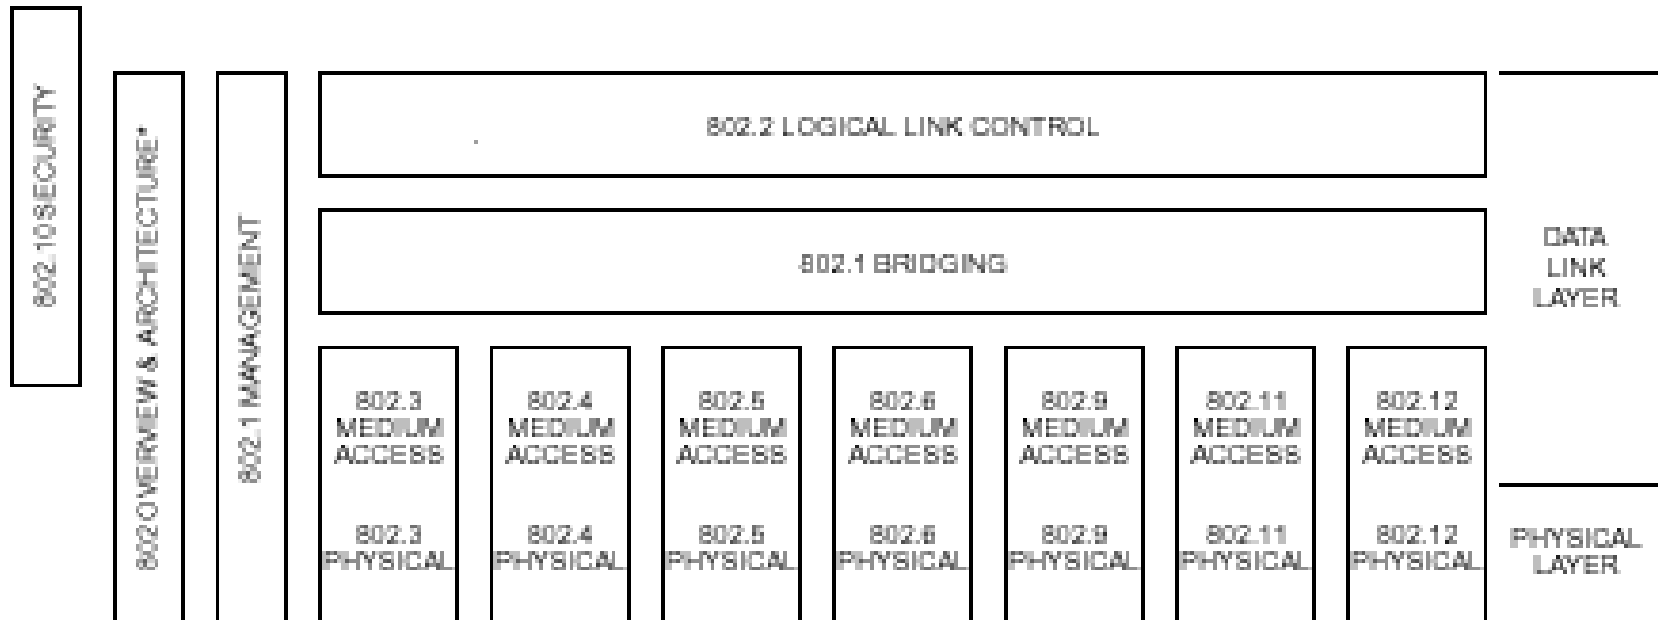 802.10 SECURITY
802 OVERVIEW & ARCHITECTURE*
802.1 MANAGEMENT
802.2 LOGICAL LINK CONTROL
802.1 BRIDGING
DATA
LINK
LAYER
802.3
MEDIUM
ACCESS
802.3
PHYSICAL
802.4
MEDIUM
ACCESS
802.4
PHYSICAL
802.5
MEDIUM
ACCESS
802.5
PHYSICAL
802.6
MEDIUM
ACCESS
802.6
PHYSICAL
802.9
MEDIUM
ACCESS
802.9
PHYSICAL
802.11
MEDIUM
ACCESS
802.11
PHYSICAL
802.12
MEDIUM
ACCESS
802.12
PHYSICAL
PHYSICAL
LAYER